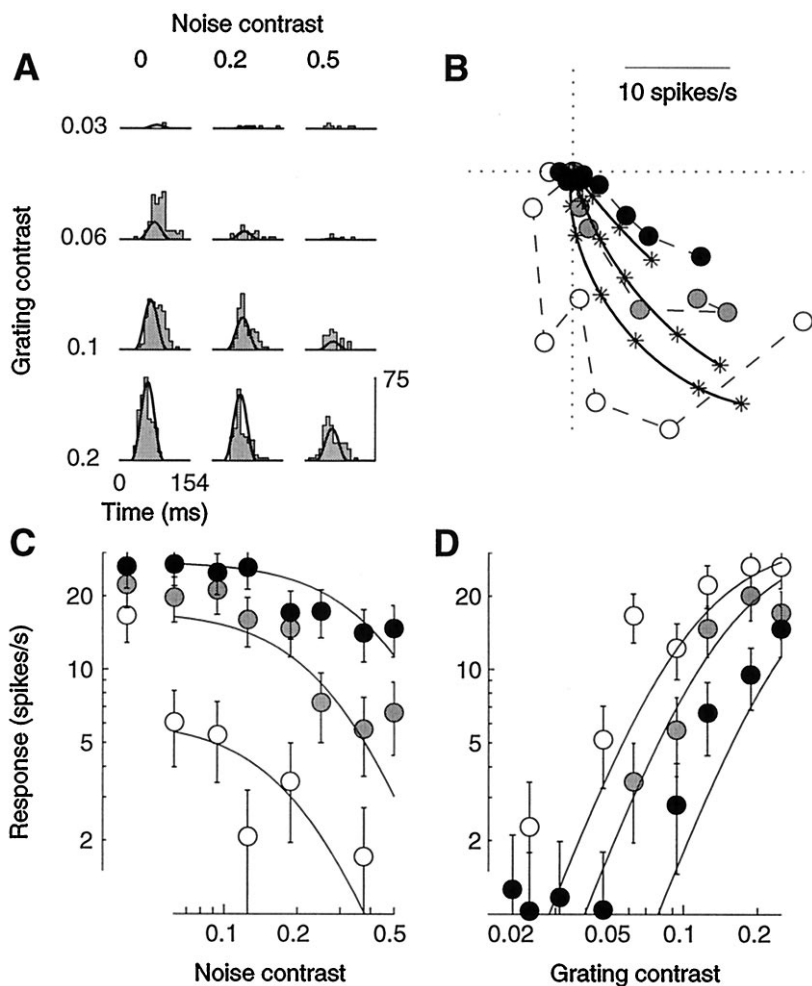 Noise contrast
A
0 0.2 0.5
B
10 spikes/s
Grating contrast
0.03
0.06
0.1
0.2
75
0 154
Time (ms)
C
Response (spikes/s)
20
10
5
2
0.1 0.2 0.5
Noise contrast
D
20
10
5
2
0.02 0.05 0.1 0.2
Grating contrast